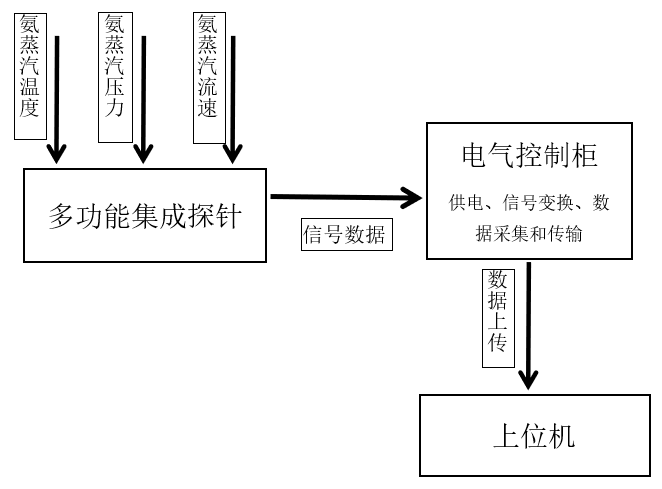 氨蒸汽温度
氨蒸汽压力
氨蒸汽流速
多功能集成探针
信号数据
电气控制柜
供电、信号变换、数
据采集和传输
数据上传
上位机